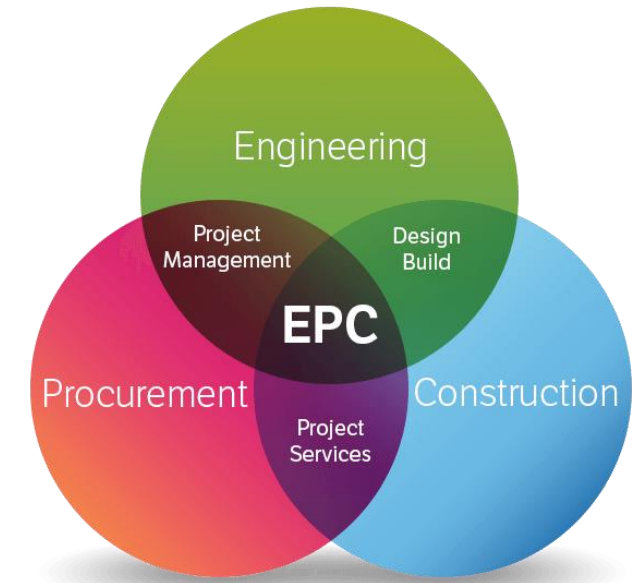 Engineering
Project
Management
Design
Build
EPC
Procurement
Construction
Project
Services